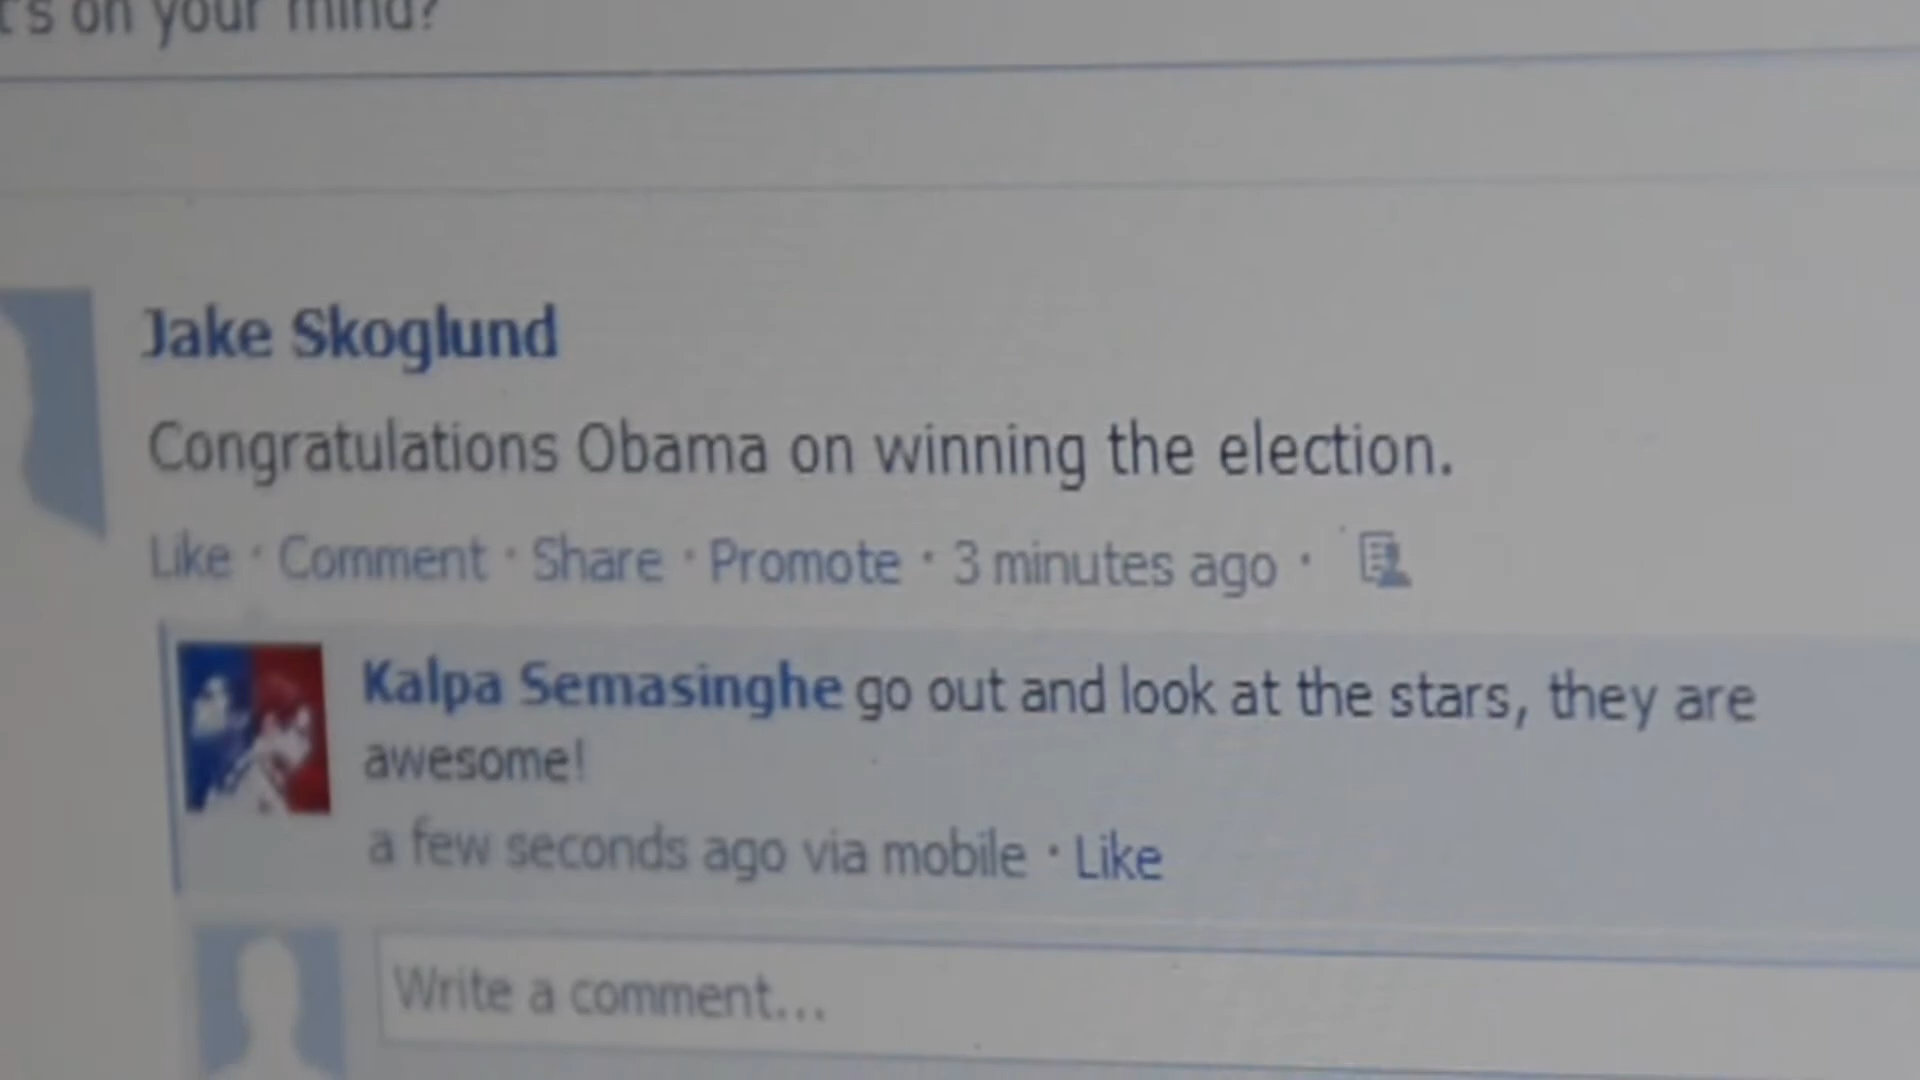 t's on your mind?
Jake Skoglund
Congratulations Obama on winning the election.
Like · Comment · Share · Promote · 3 minutes ago ·
Kalpa Semasinghe go out and look at the stars, they are
awesome!
a few seconds ago via mobile · Like
Write a comment...